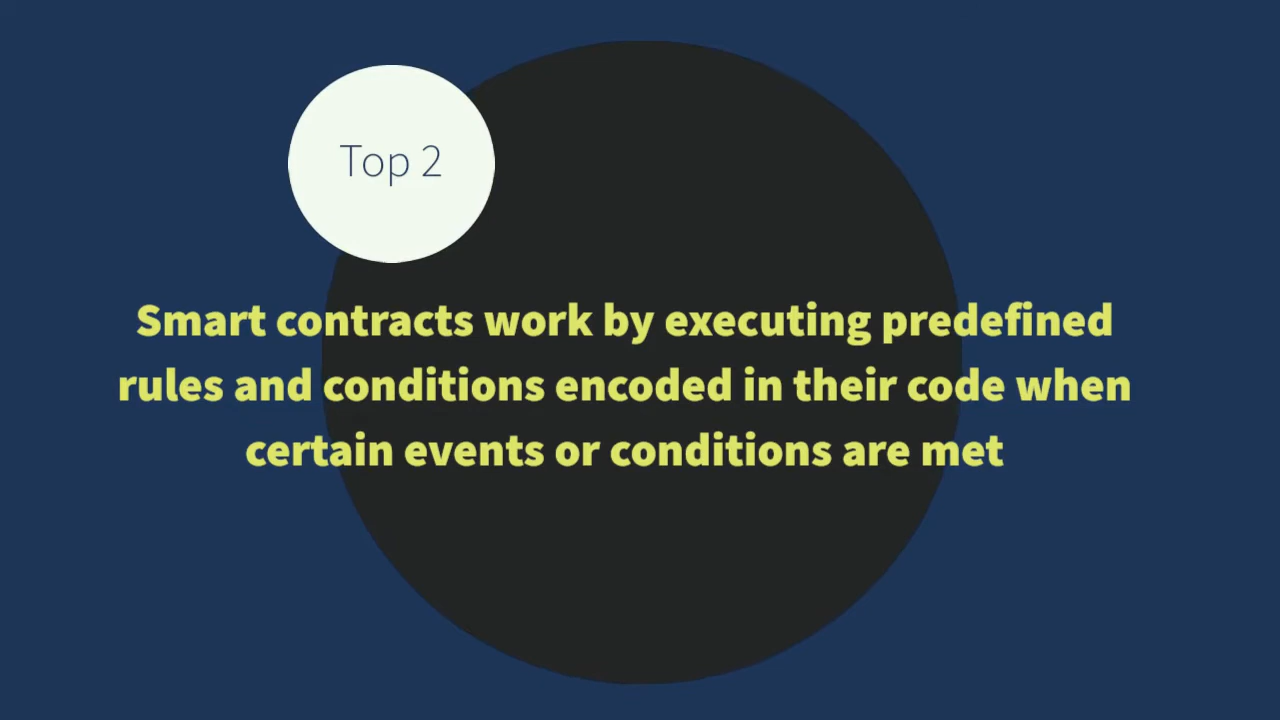 Top 2
Smart contracts work by executing predefined
rules and conditions encoded in their code when
certain events or conditions are met